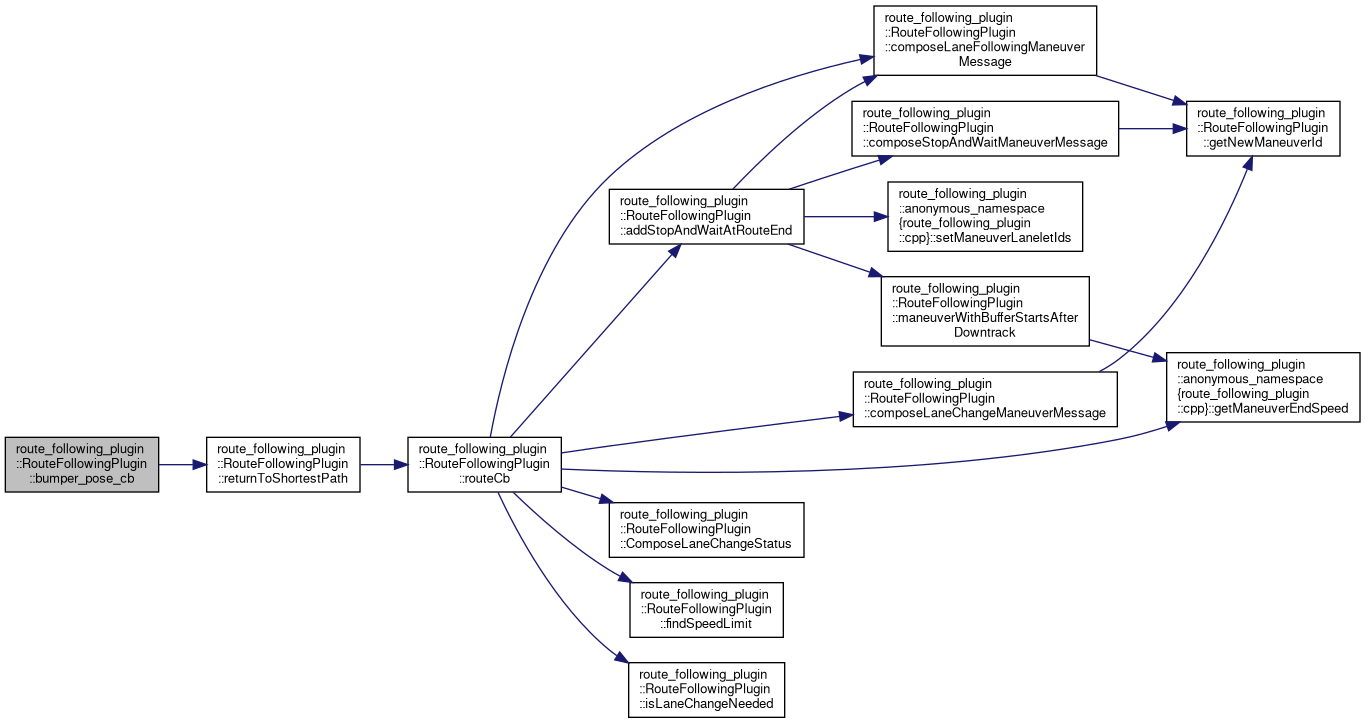 route_following_plugin
::RouteFollowingPlugin
::bumper_pose_cb
route_following_plugin
::RouteFollowingPlugin
::returnToShortestPath
route_following_plugin
::RouteFollowingPlugin
::routeCb
route_following_plugin
::RouteFollowingPlugin
::addStopAndWaitAtRouteEnd
route_following_plugin
::RouteFollowingPlugin
::composeLaneFollowingManeuver
Message
route_following_plugin
::RouteFollowingPlugin
::composeStopAndWaitManeuverMessage
route_following_plugin
::anonymous_namespace
{route_following_plugin
::cpp}::setManeuverLaneletIds
route_following_plugin
::RouteFollowingPlugin
::maneuverWithBufferStartsAfter
Downtrack
route_following_plugin
::RouteFollowingPlugin
::composeLaneChangeManeuverMessage
route_following_plugin
::RouteFollowingPlugin
::getNewManeuverId
route_following_plugin
::anonymous_namespace
{route_following_plugin
::cpp}::getManeuverEndSpeed
route_following_plugin
::RouteFollowingPlugin
::ComposeLaneChangeStatus
route_following_plugin
::RouteFollowingPlugin
::findSpeedLimit
route_following_plugin
::RouteFollowingPlugin
::isLaneChangeNeeded